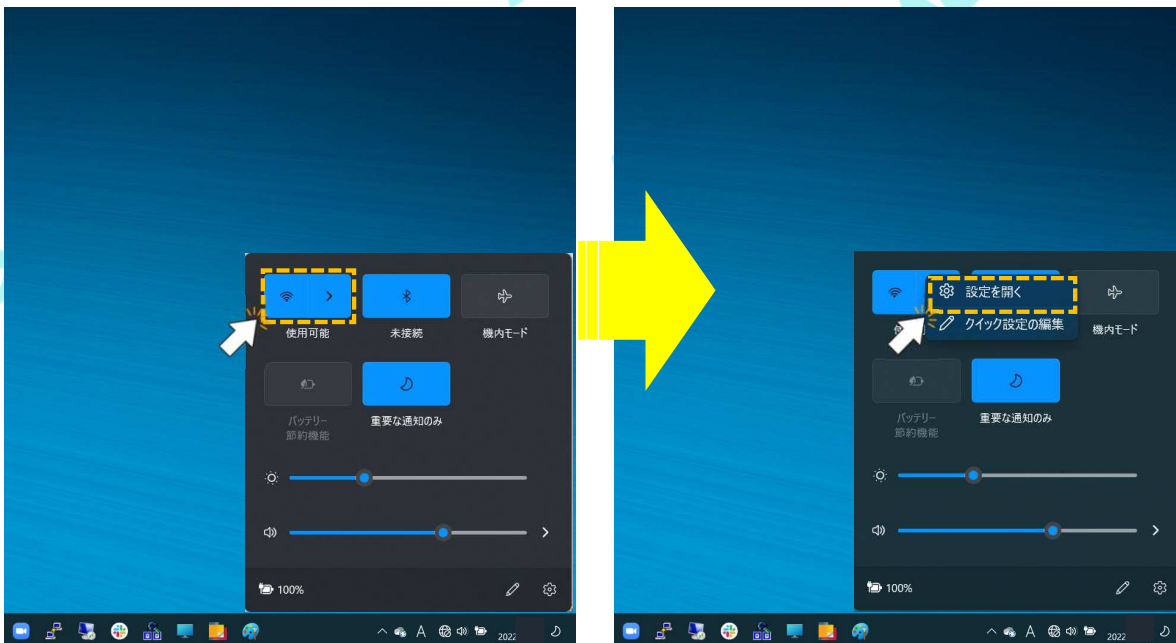 使用可能
未接続
機内モード
バッテリー
節約機能
重要な通知のみ
100%
A
2022
設定を開く
クイック設定の編集
機内モード
バッテリー
節約機能
重要な通知のみ
100%
A
2022